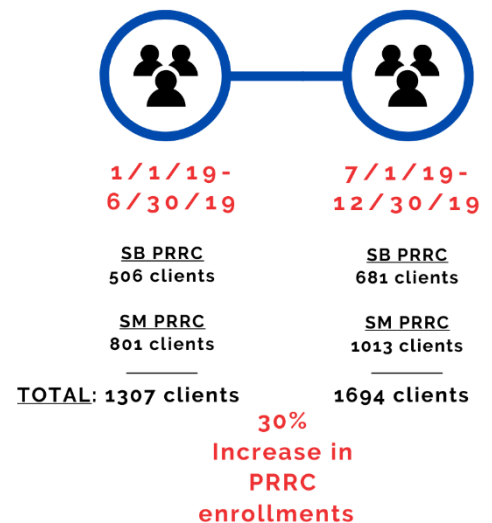 1/1/19-
6/30/19
SB PRRC
506 clients
SM PRRC
801 clients
TOTAL: 1307 clients
7/1/19-
12/30/19
SB PRRC
681 clients
SM PRRC
1013 clients
1694 clients
30%
Increase in
PRRC
enrollments